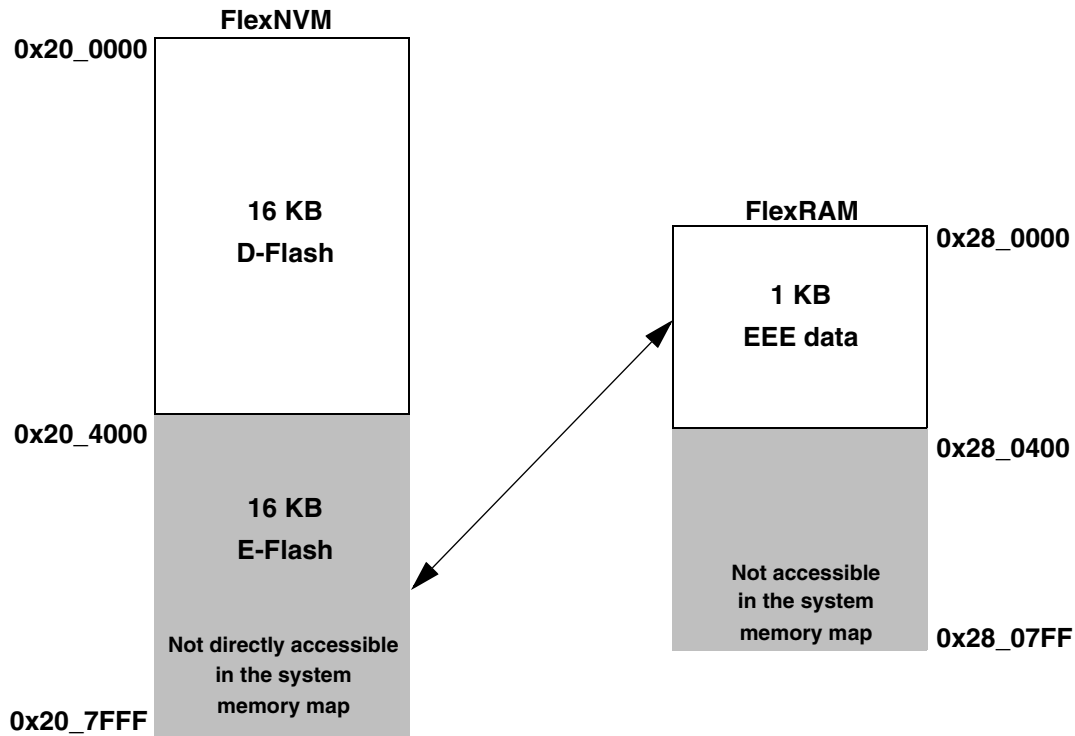 FlexNVM
0x20_0000
16 KB
D-Flash
0x20_4000
16 KB
E-Flash
Not directly accessible
in the system
memory map
0x20_7FFF
FlexRAM
0x28_0000
1 KB
EEE data
0x28_0400
Not accessible
in the system
memory map
0x28_07FF